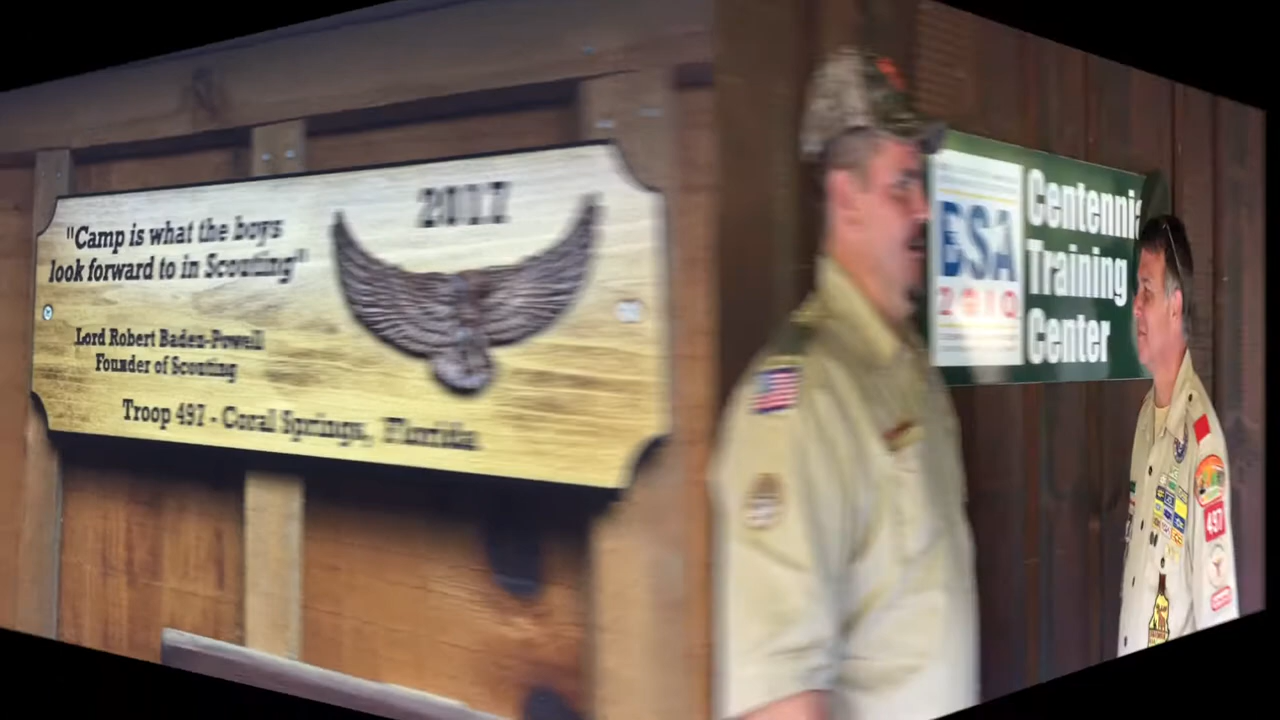 2017
"Camp is what the boys
look forward to in Scouting"
Lord Robert Baden-Powell
Founder of Scouting
Troop 497 - Coral Springs, Florida
BSA
2010
Centennia
Training
Center
497